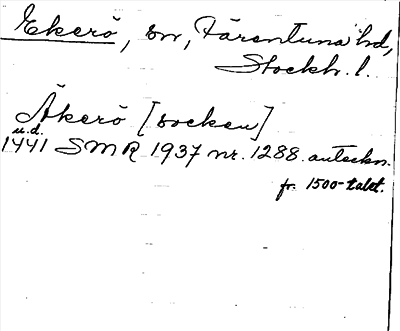 Ekerö, sn, Färentuna hd,
Stockh. l.
Åkerö [socken]
u.d.
1441 SMR 1937 nr. 1288. anteckn.
fr. 1500-talet.